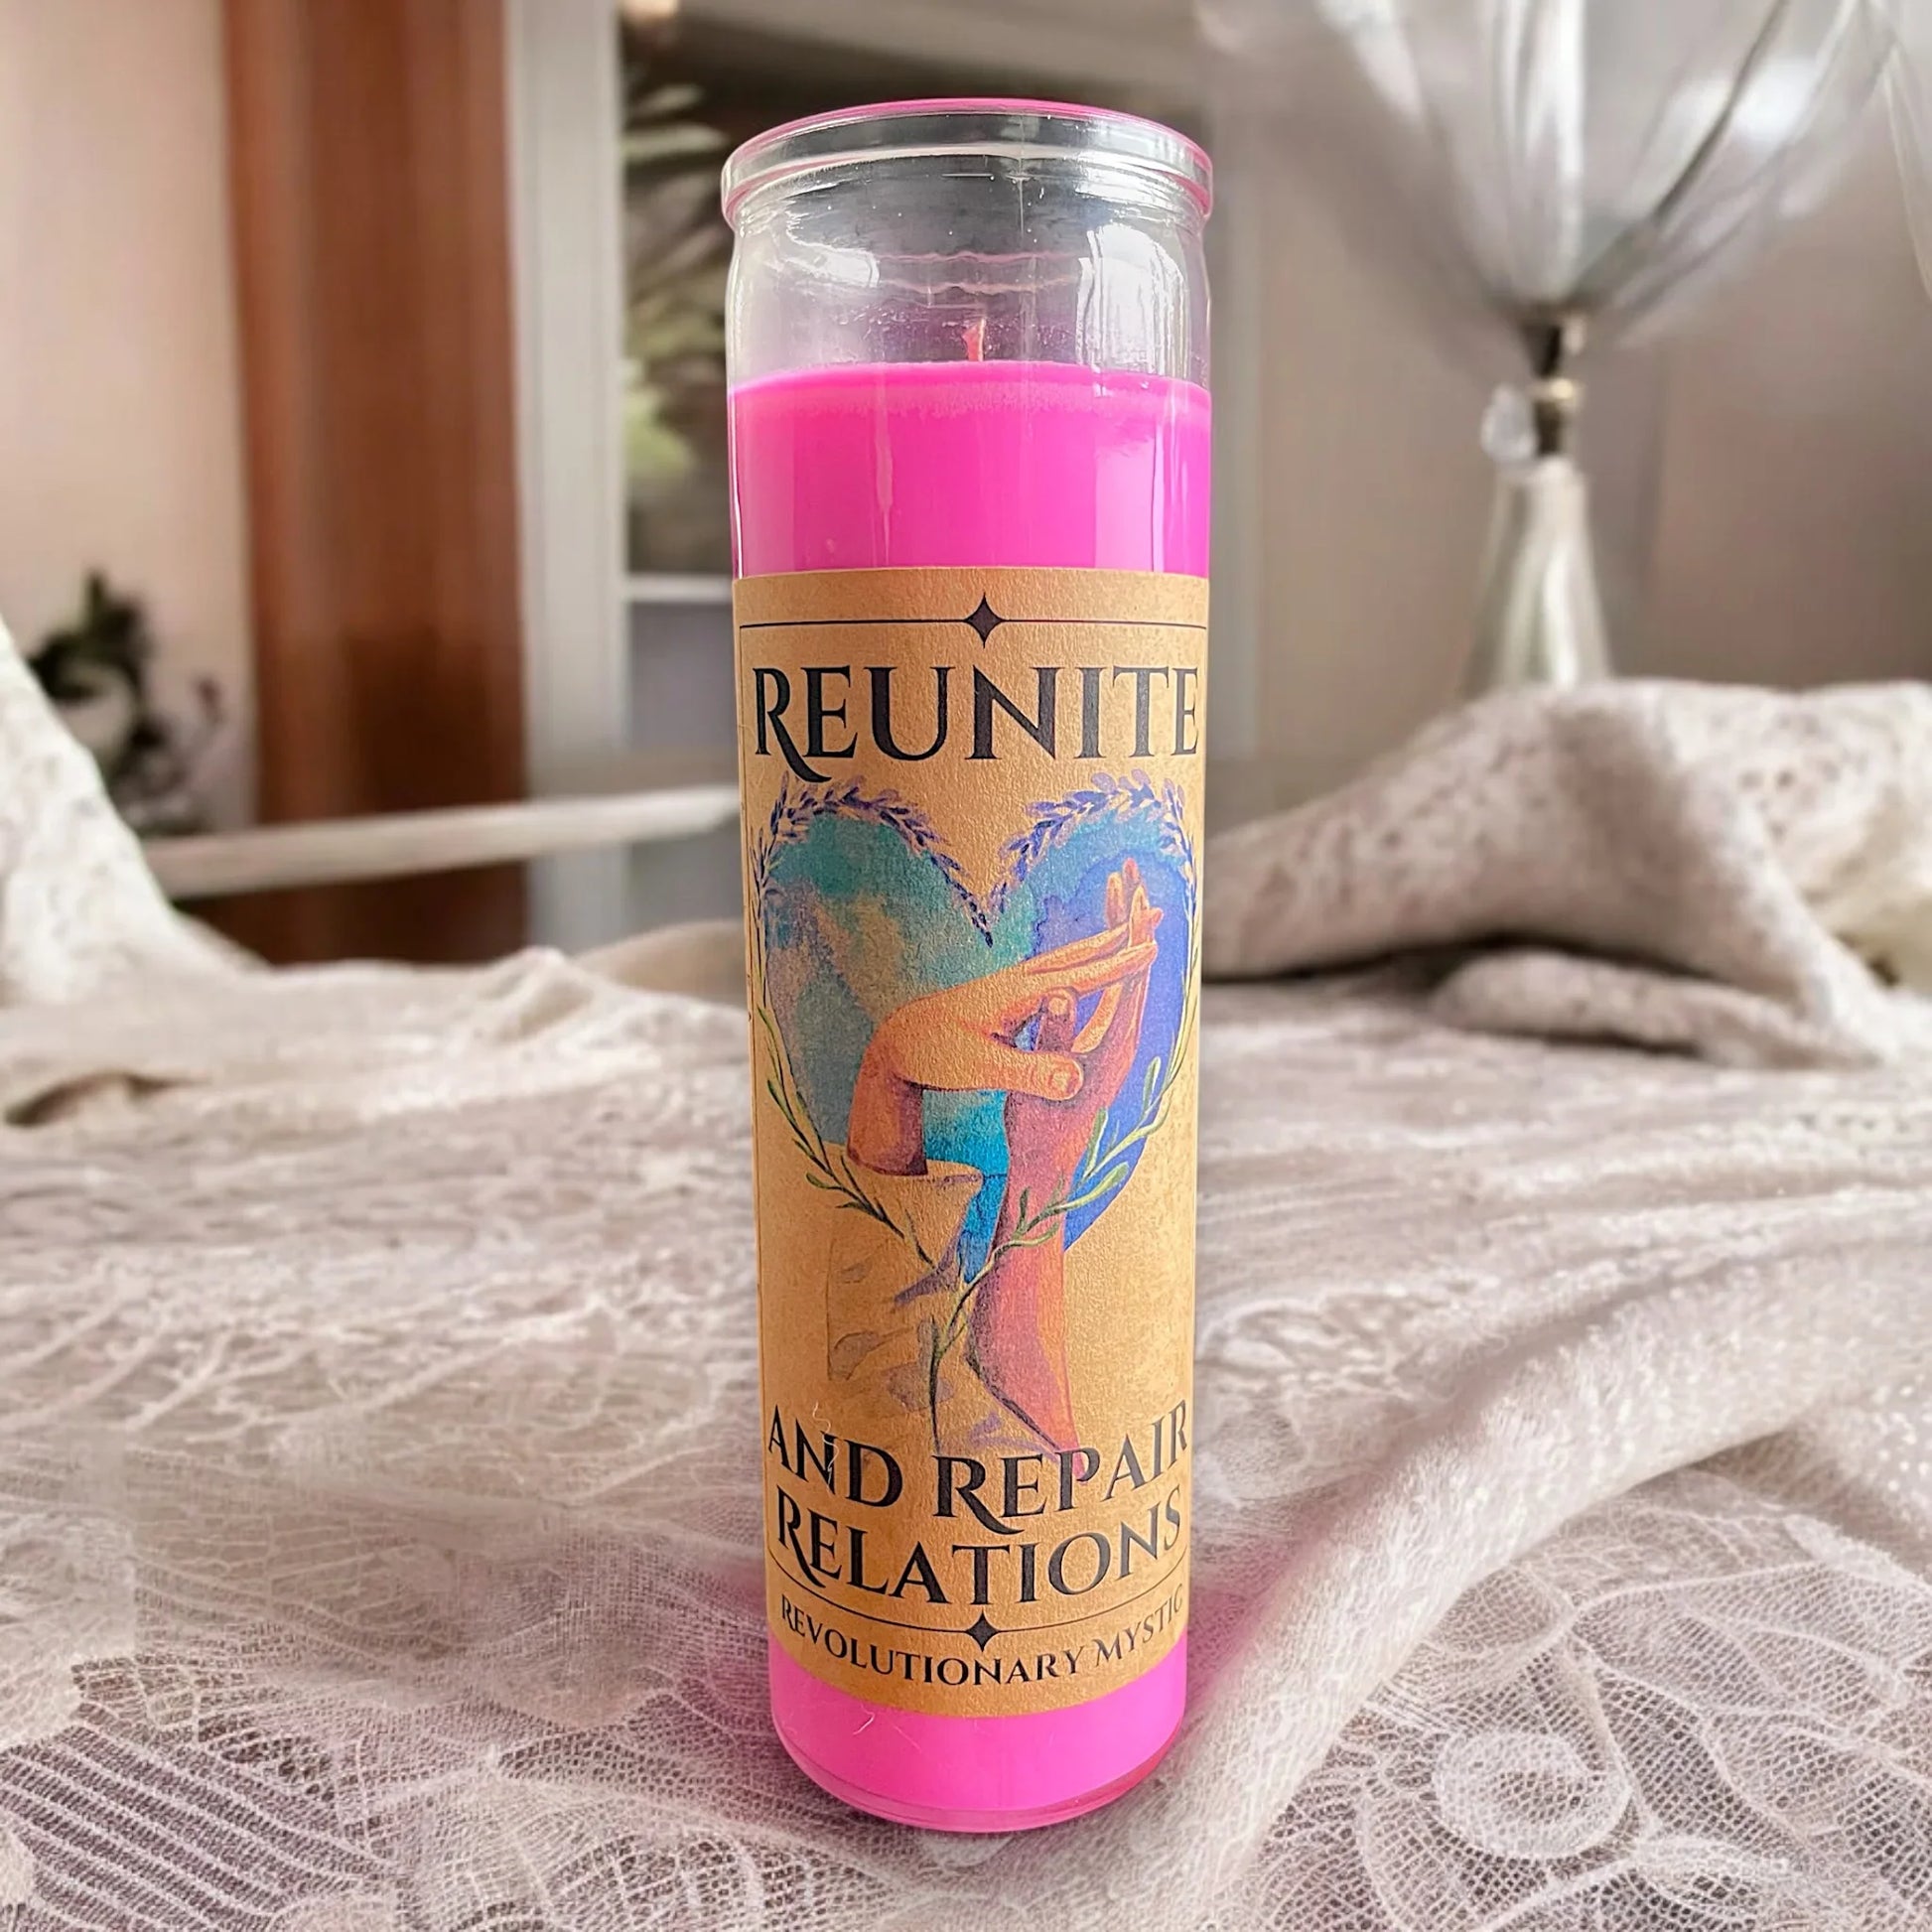 REUNITE
AND REPAIR
RELATIONS
REVOLUTIONARY MYSTIC